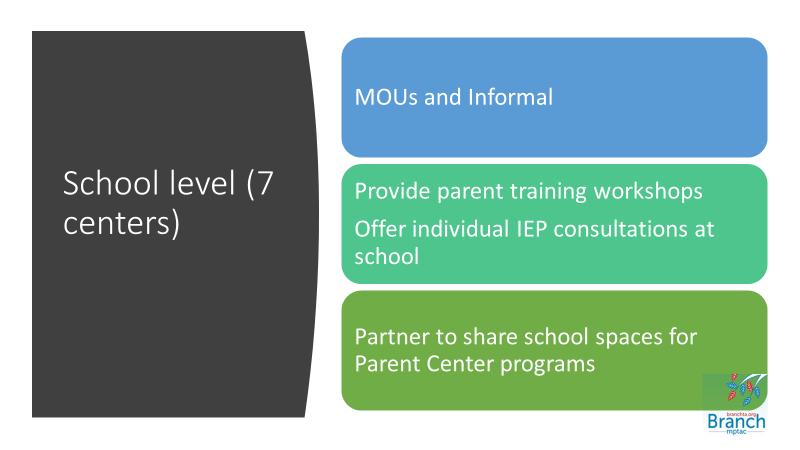 School level (7
centers)
MOUs and Informal
Provide parent training workshops
Offer individual IEP consultations at
school
Partner to share school spaces for
Parent Center programs
branchta.org
Branch
mptac